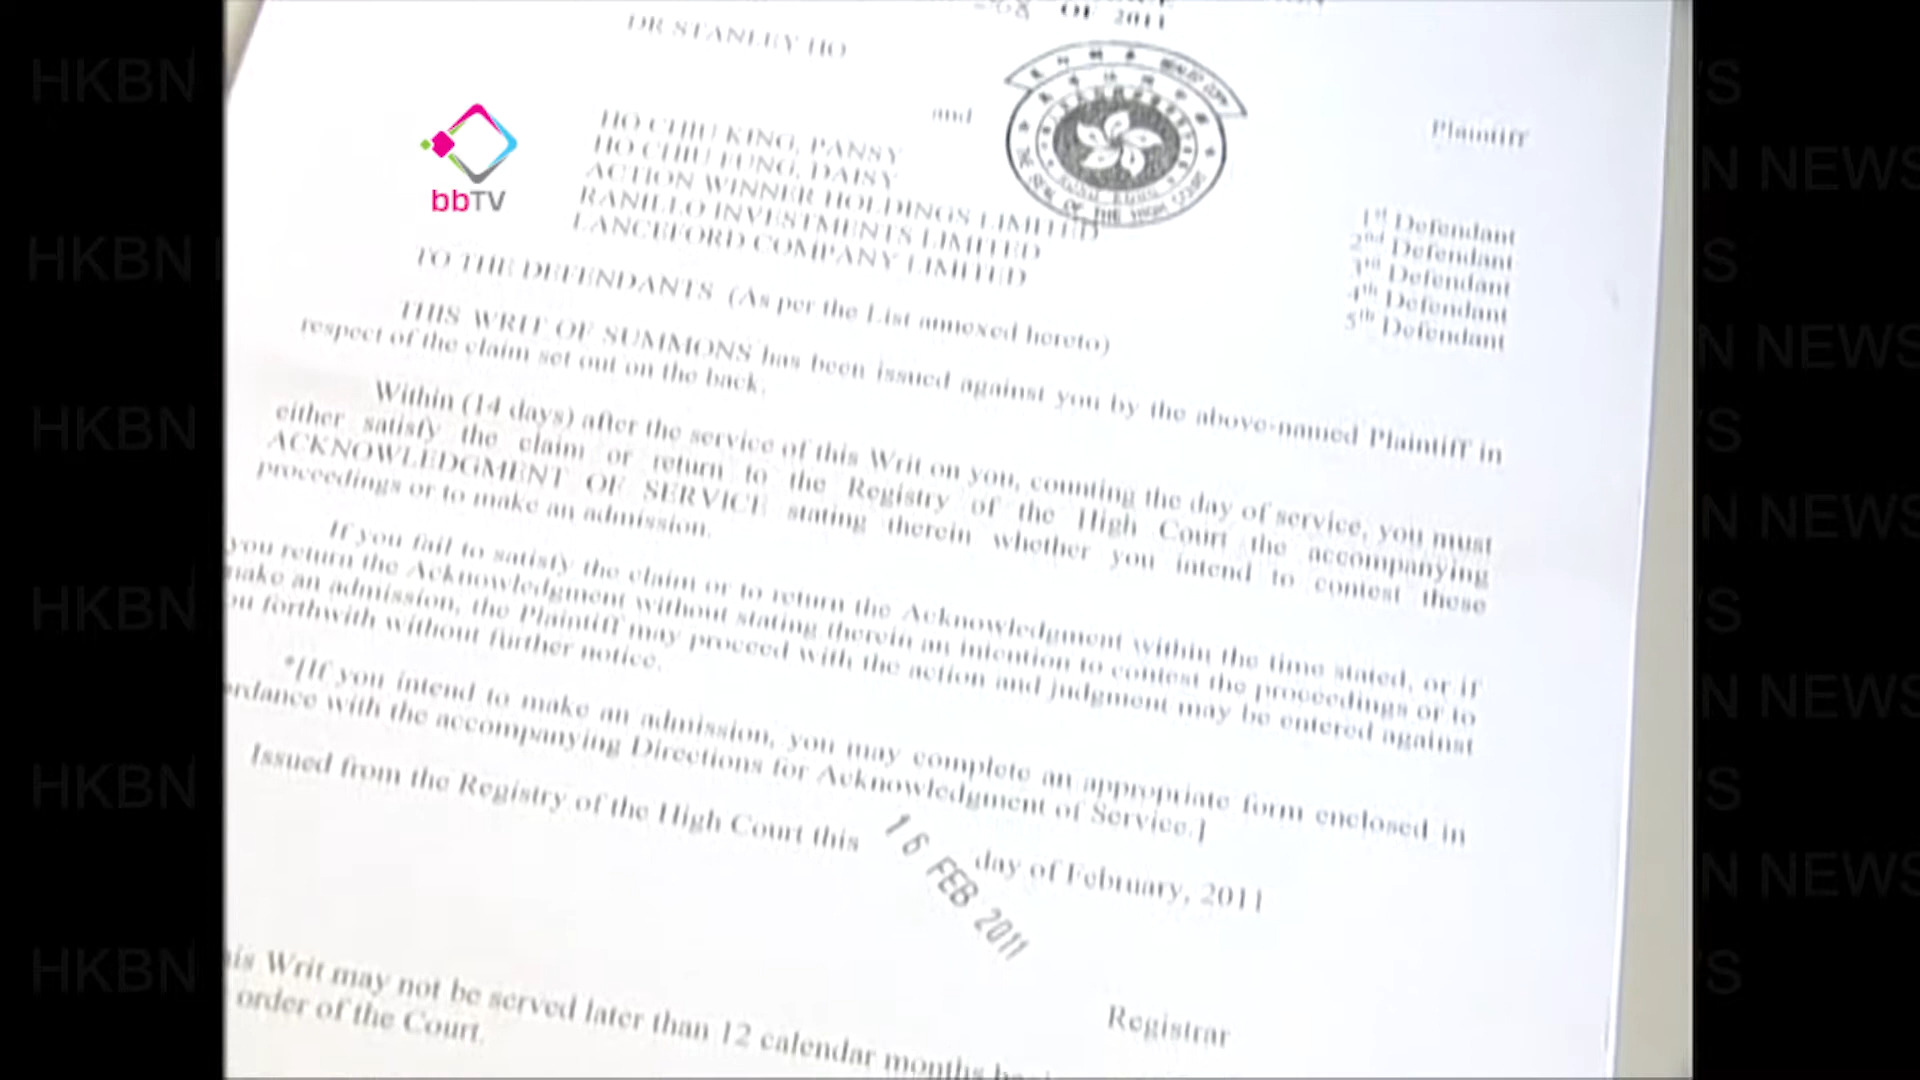 OF 2011
DR STANLEY HO
Plaintiff
and
HO CHIU KING, PANSY
1st Defendant
HO CHIU FUNG, DAISY
2nd Defendant
ACTION WINNER HOLDINGS LIMITED
3rd Defendant
RANILLO INVESTMENTS LIMITED
4th Defendant
LANCEFORD COMPANY LIMITED
5th Defendant
THE SEAL OF THE HIGH COURT
bbTV
TO THE DEFENDANTS (As per the List annexed hereto)
THIS WRIT OF SUMMONS has been issued against you by the above-named Plaintiff in
respect of the claim set out on the back.
Within (14 days) after the service of this Writ on you, counting the day of service, you must
either satisfy the claim or return to the Registry of the High Court the accompanying
ACKNOWLEDGMENT OF SERVICE stating therein whether you intend to contest these
proceedings or to make an admission.
If you fail to satisfy the claim or to return the Acknowledgment within the time stated, or if
you return the Acknowledgment without stating therein an intention to contest the proceedings or to
make an admission, the Plaintiff may proceed with the action and judgment may be entered against
ou forthwith without further notice.
*[If you intend to make an admission, you may complete an appropriate form enclosed in
ordance with the accompanying Directions for Acknowledgment of Service.]
Issued from the Registry of the High Court this day of February, 2011
16 FEB 2011
Registrar
his Writ may not be served later than 12 calendar months
order of the Court.
HKBN NEWS